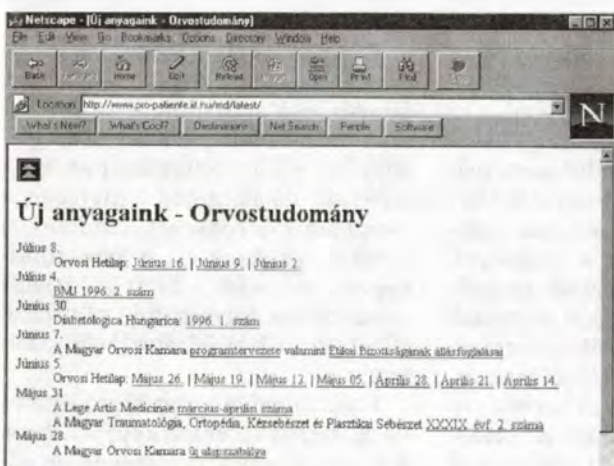 Netscape - [Új anyagaink - Orvostudomány]
File Edit View Go Bookmarks Options Directory Window Help
Back Forward Home Edit Reload Images Open Print Find Stop
Location: http://www.pro-patiente.iif.hu/md/latest/
N
What's New? What's Cool? Destinations Net Search People Software
Új anyagaink - Orvostudomány
Július 8.
Orvosi Hetilap: Június 16. | Június 9. | Június 2.
Július 4.
BMJ 1996. 2. szám
Június 30
Diabetologica Hungarica: 1996. 1. szám
Június 7.
A Magyar Orvosi Kamara programtervezete valamint Etikai Bizottságának állásfoglalásai
Június 5.
Orvosi Hetilap: Május 26. | Május 19. | Május 12. | Május 05. | Április 28. | Április 21. | Április 14.
Május 31
A Lege Artis Medicinae március-áprilisi száma
A Magyar Traumatológia, Ortopédia, Kézsebészet és Plasztikai Sebészet XXXIX. évf. 2. száma
Május 28.
A Magyar Orvosi Kamara új alapszabálya